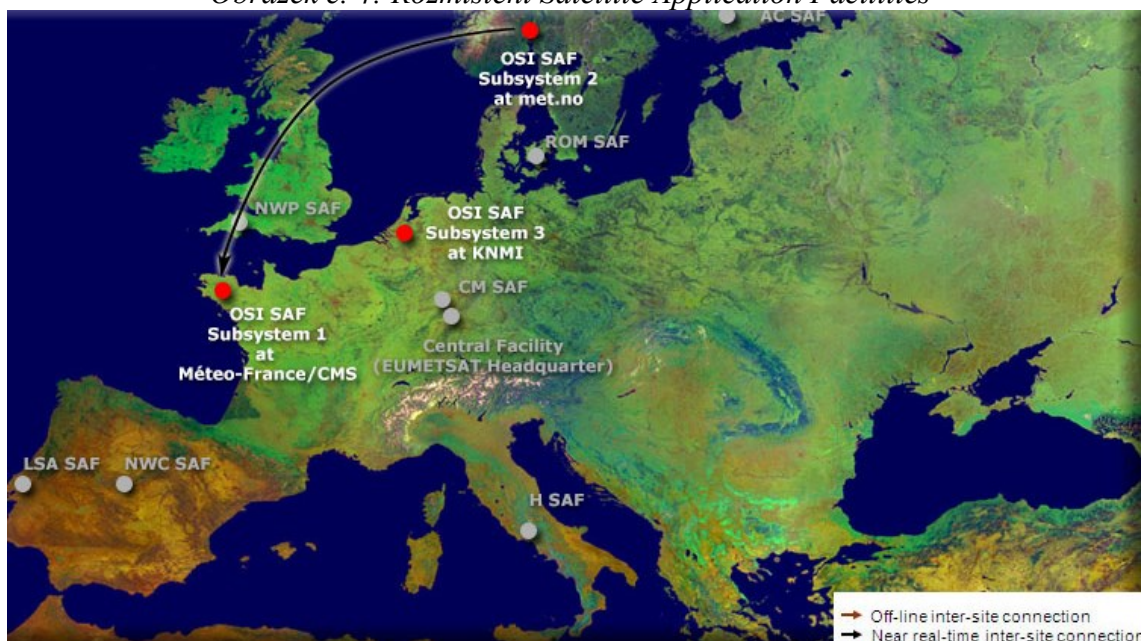 Obrázek č. 4: Rozmístění Satellite Application Facilities
AC SAF
OSI SAF
Subsystem 2
at met.no
ROM SAF
NWP SAF
OSI SAF
Subsystem 3
at KNMI
CM SAF
OSI SAF
Subsystem 1
at
Méteo-France/CMS
Central Facility
(EUMETSAT Headquarter)
LSA SAF
NWC SAF
H SAF
Off-line inter-site connection
Near real-time inter-site connection